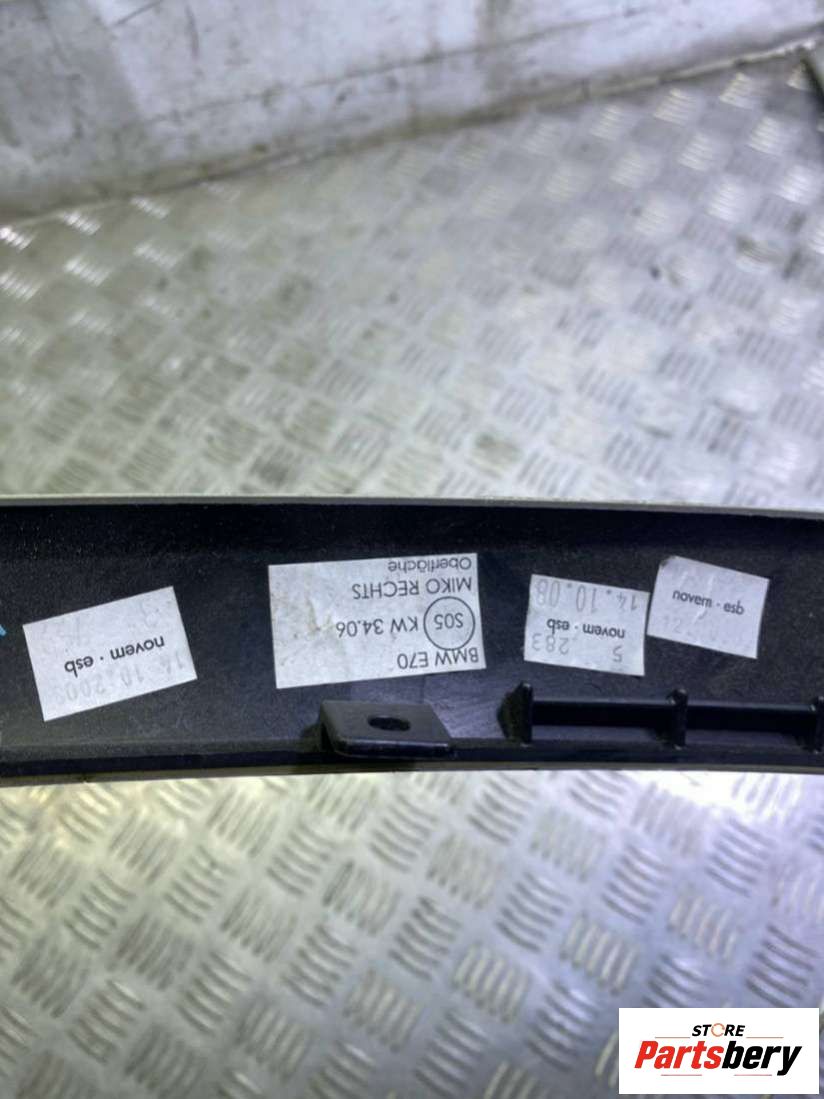 novem · esb
14.10.2008
BMW E70
S05 KW 34.06
MIKO RECHTS
Oberfläche
5 283
novem · esb
14.10.08
novem · esb
STORE
Partsbery